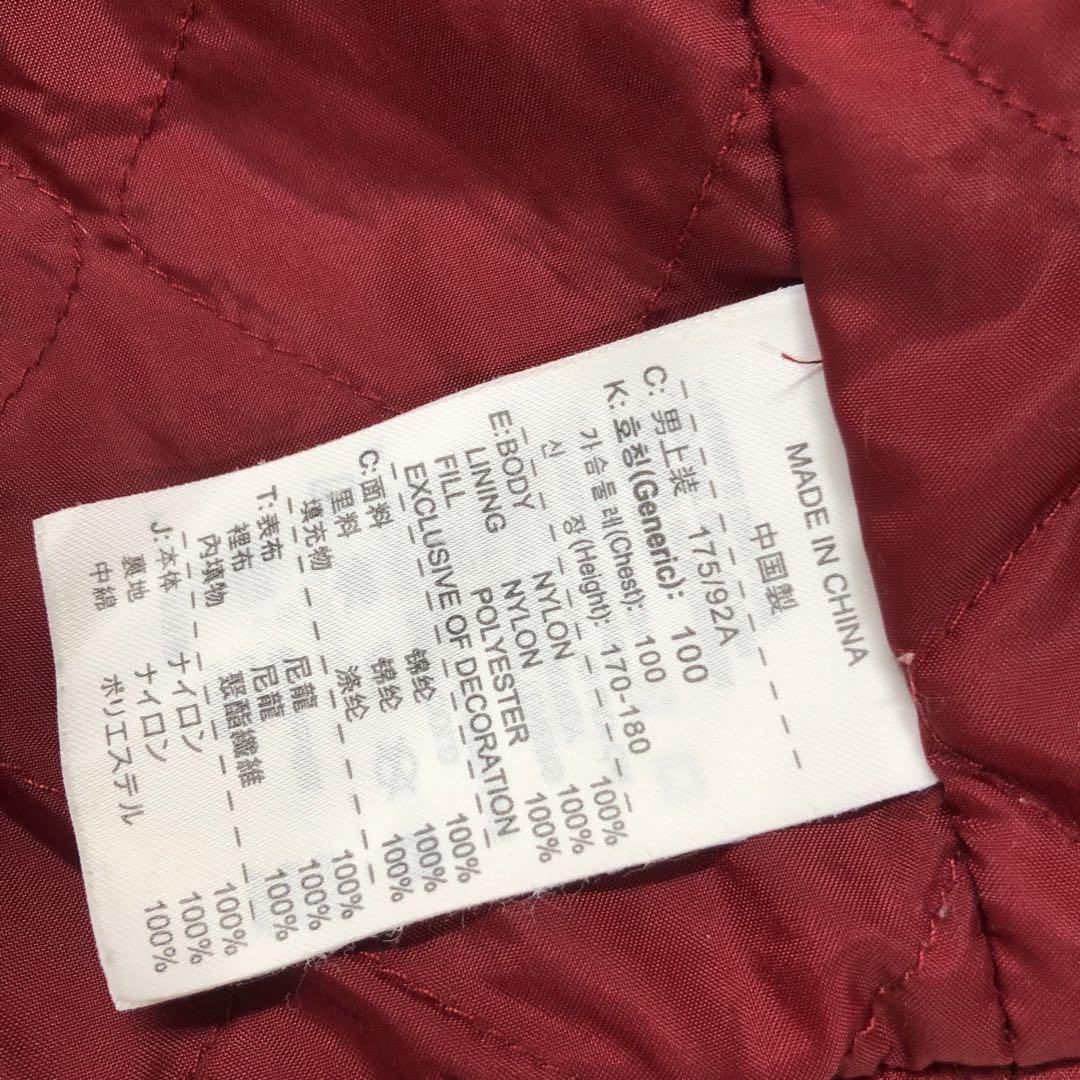 MADE IN CHINA
中国製
C: 男上装 175/92A
K: 호칭(Generic): 100
가슴둘레(Chest): 100
신 장(Height): 170-180
E: BODY NYLON 100%
LINING NYLON 100%
FILL POLYESTER 100%
EXCLUSIVE OF DECORATION
C: 面料 锦纶 100%
里料 锦纶 100%
填充物 涤纶 100%
T: 表布 尼龍 100%
裡布 尼龍 100%
內填物 聚酯纖維 100%
J: 本体 ナイロン 100%
裏地 ナイロン 100%
中綿 ポリエステル 100%